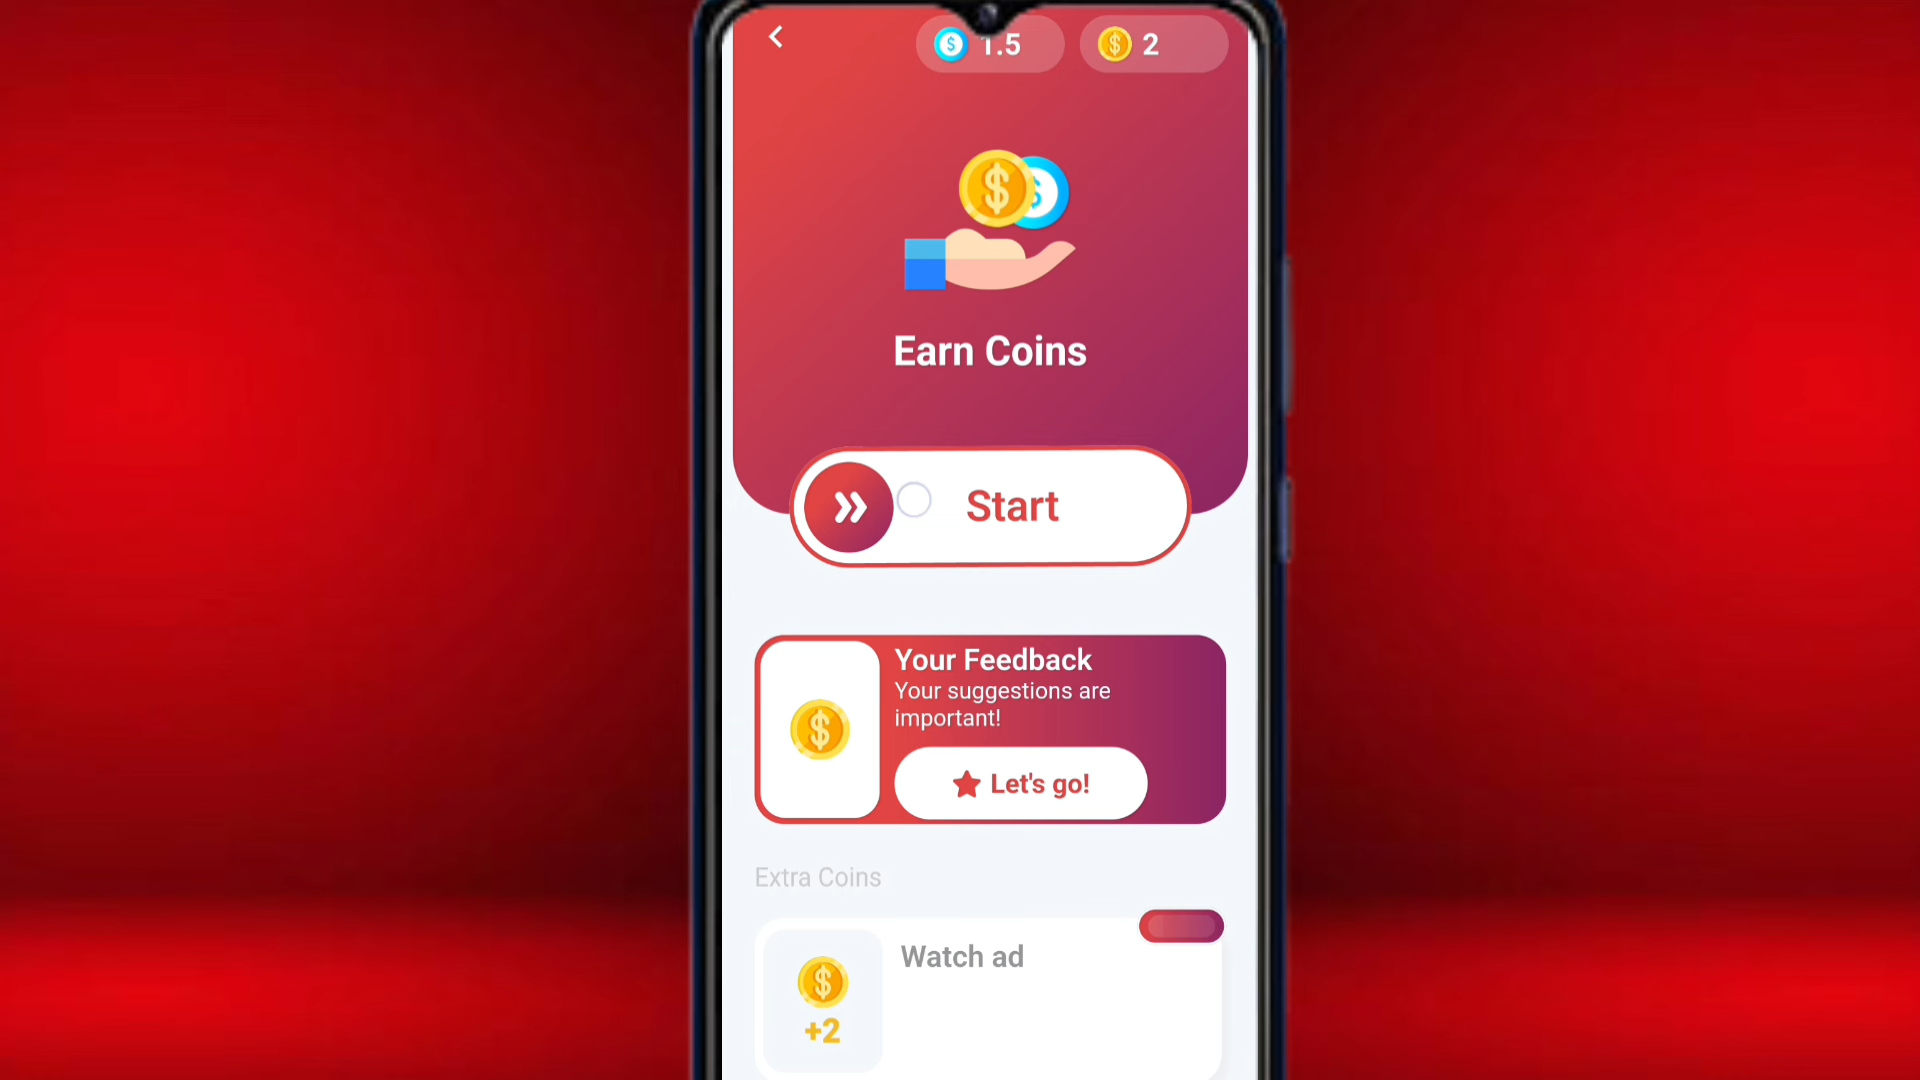 1.5
2
Earn Coins
Start
Your Feedback
Your suggestions are
important!
Let's go!
Extra Coins
Watch ad
+2